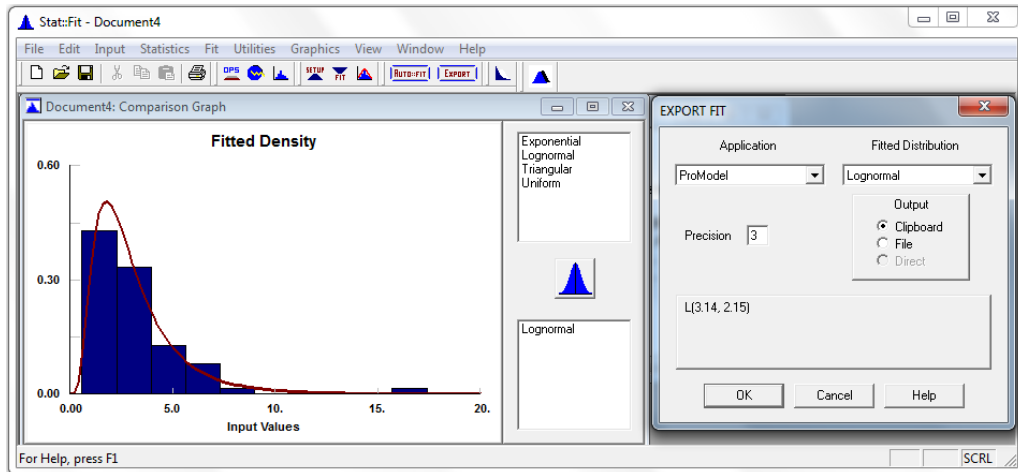 Stat::Fit - Document4
File Edit Input Statistics Fit Utilities Graphics View Window Help
OPS SETUP FIT AUTO::FIT EXPORT
Document4: Comparison Graph
Fitted Density
0.60
0.30
0.00
0.00 5.0 10. 15. 20.
Input Values
Exponential
Lognormal
Triangular
Uniform
Lognormal
EXPORT FIT
Application
Fitted Distribution
ProModel
Lognormal
Precision 3
Output
Clipboard
File
Direct
L(3.14, 2.15)
OK Cancel Help
For Help, press F1
SCRL